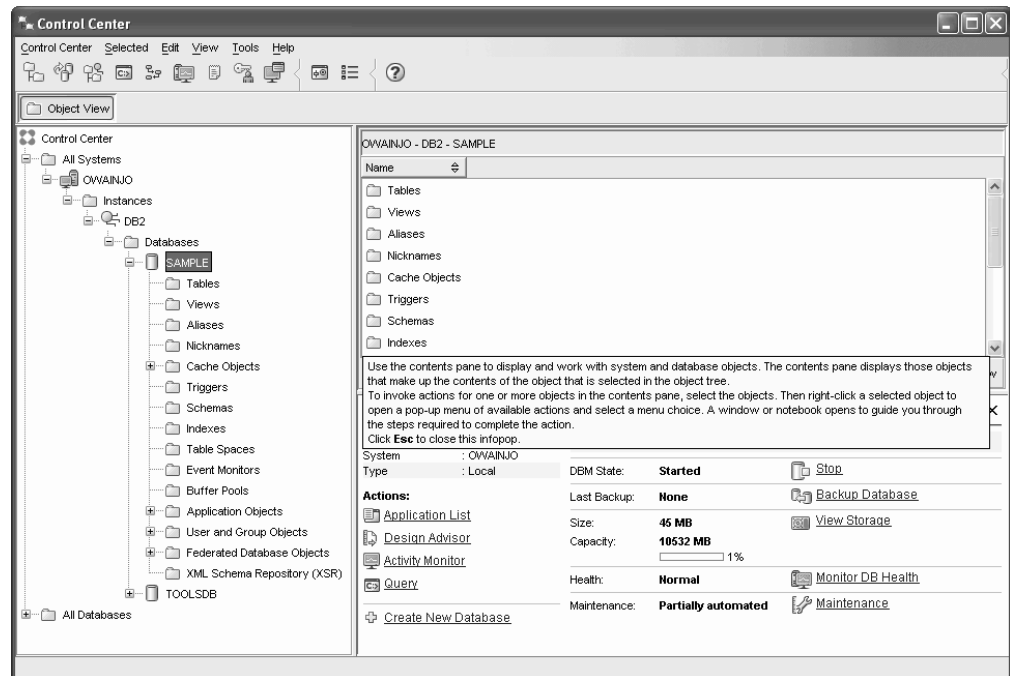 Control Center
Control Center Selected Edit View Tools Help
Object View
Control Center
All Systems
OWAINJO
Instances
DB2
Databases
SAMPLE
Tables
Views
Aliases
Nicknames
Cache Objects
Triggers
Schemas
Indexes
Table Spaces
Event Monitors
Buffer Pools
Application Objects
User and Group Objects
Federated Database Objects
XML Schema Repository (XSR)
TOOLSDB
All Databases
OWAINJO - DB2 - SAMPLE
Name
Tables
Views
Aliases
Nicknames
Cache Objects
Triggers
Schemas
Indexes
Use the contents pane to display and work with system and database objects. The contents pane displays those objects
that make up the contents of the object that is selected in the object tree.
To invoke actions for one or more objects in the contents pane, select the objects. Then right-click a selected object to
open a pop-up menu of available actions and select a menu choice. A window or notebook opens to guide you through
the steps required to complete the action.
Click Esc to close this infopop.
System : OWAINJO
Type : Local
Actions:
Application List
Design Advisor
Activity Monitor
Query
Create New Database
DBM State: Started Stop
Last Backup: None Backup Database
Size: 45 MB View Storage
Capacity: 10532 MB
1%
Health: Normal Monitor DB Health
Maintenance: Partially automated Maintenance